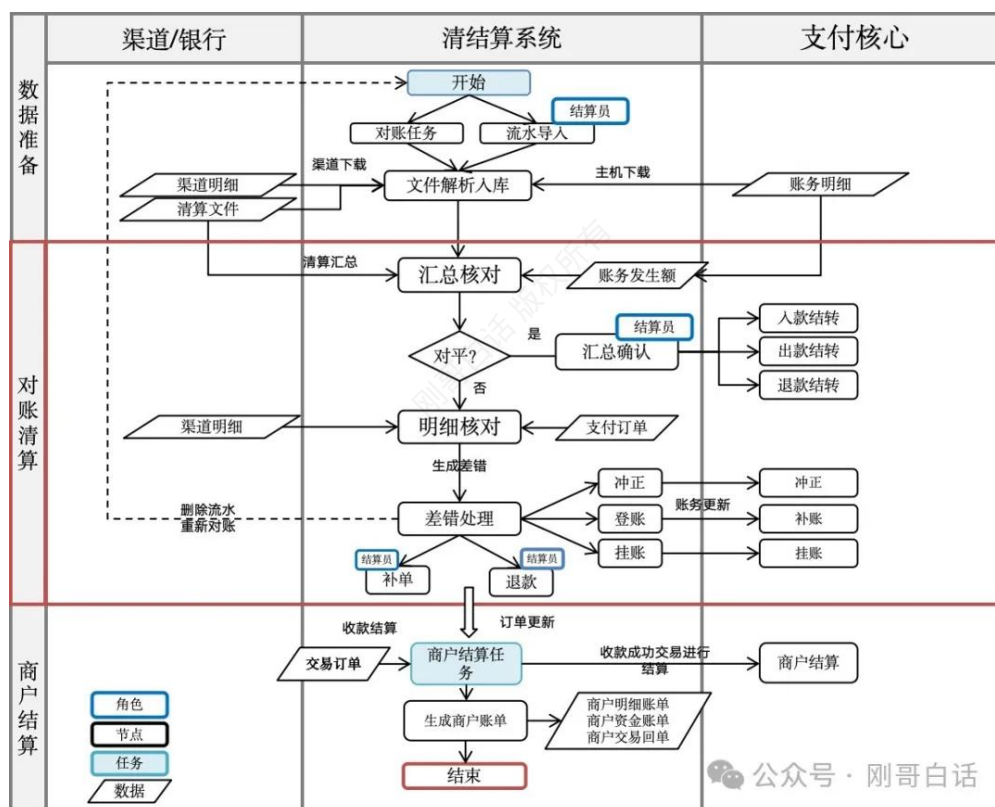 渠道/银行
清结算系统
支付核心
数据准备
开始
结算员
对账任务
流水导入
渠道下载
主机下载
渠道明细
文件解析入库
账务明细
清算文件
对账清算
清算汇总
汇总核对
账务发生额
结算员
入款结转
是
对平?
汇总确认
出款结转
否
退款结转
渠道明细
明细核对
支付订单
生成差错
冲正
账务更新
冲正
删除流水
重新对账
差错处理
登账
补账
挂账
挂账
结算员
结算员
补单
退款
商户结算
订单更新
收款结算
交易订单
商户结算任
务
收款成功交易进行
结算
商户结算
生成商户账单
商户明细账单
商户资金账单
商户交易回单
结束
角色
节点
任务
数据
刚哥白话 版权所有
公众号 · 刚哥白话